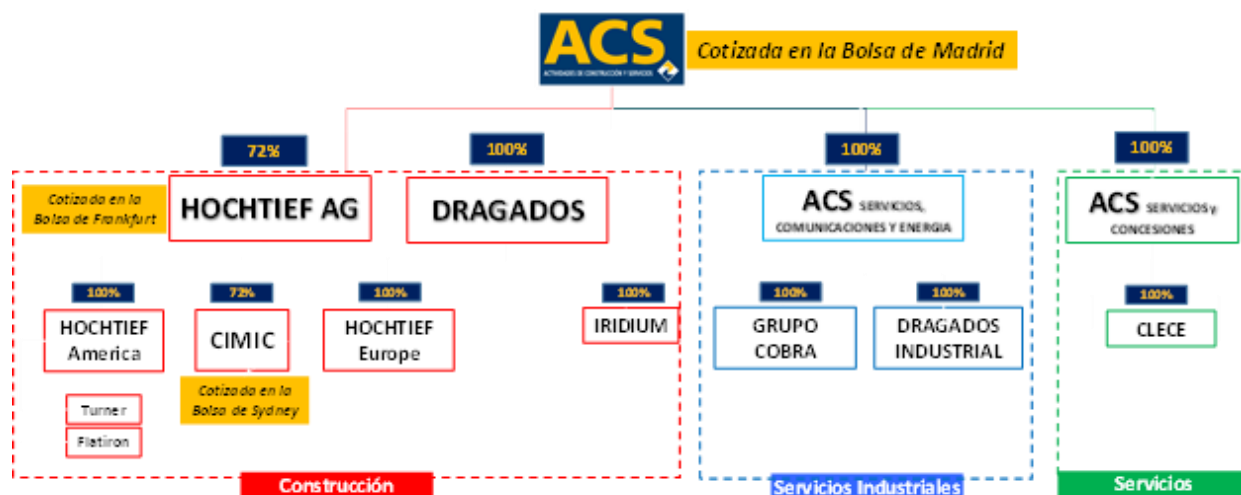 ACS
ACTIVIDADES DE CONSTRUCCIÓN Y SERVICIOS
Cotizada en la Bolsa de Madrid
72%
100%
100%
100%
Cotizada en la
Bolsa de Frankfurt
HOCHTIEF AG
DRAGADOS
ACS SERVICIOS,
COMUNICACIONES Y ENERGIA
ACS SERVICIOS y
CONCESIONES
100%
72%
100%
100%
100%
100%
100%
HOCHTIEF
America
CIMIC
HOCHTIEF
Europe
IRIDIUM
GRUPO
COBRA
DRAGADOS
INDUSTRIAL
CLECE
Cotizada en la
Bolsa de Sydney
Turner
Flatiron
Construcción
Servicios Industriales
Servicios